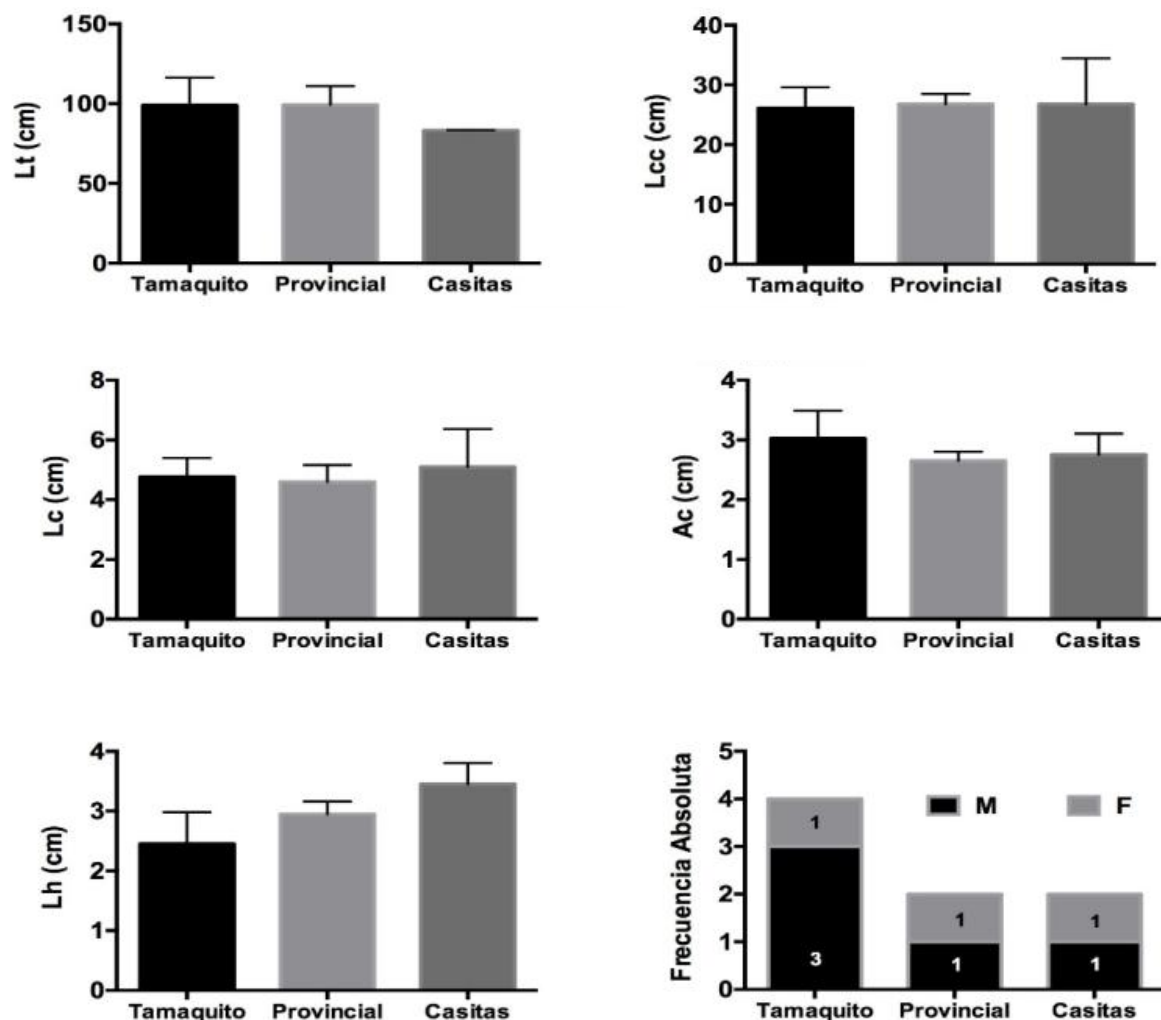 Lt (cm)
150
100
50
0
Tamaquito Provincial Casitas
Lcc (cm)
40
30
20
10
0
Tamaquito Provincial Casitas
Lc (cm)
8
6
4
2
0
Tamaquito Provincial Casitas
Ac (cm)
4
3
2
1
0
Tamaquito Provincial Casitas
Lh (cm)
4
3
2
1
0
Tamaquito Provincial Casitas
Frecuencia Absoluta
5
4
3
2
1
0
M F
1 1 1
3 1 1
Tamaquito Provincial Casitas